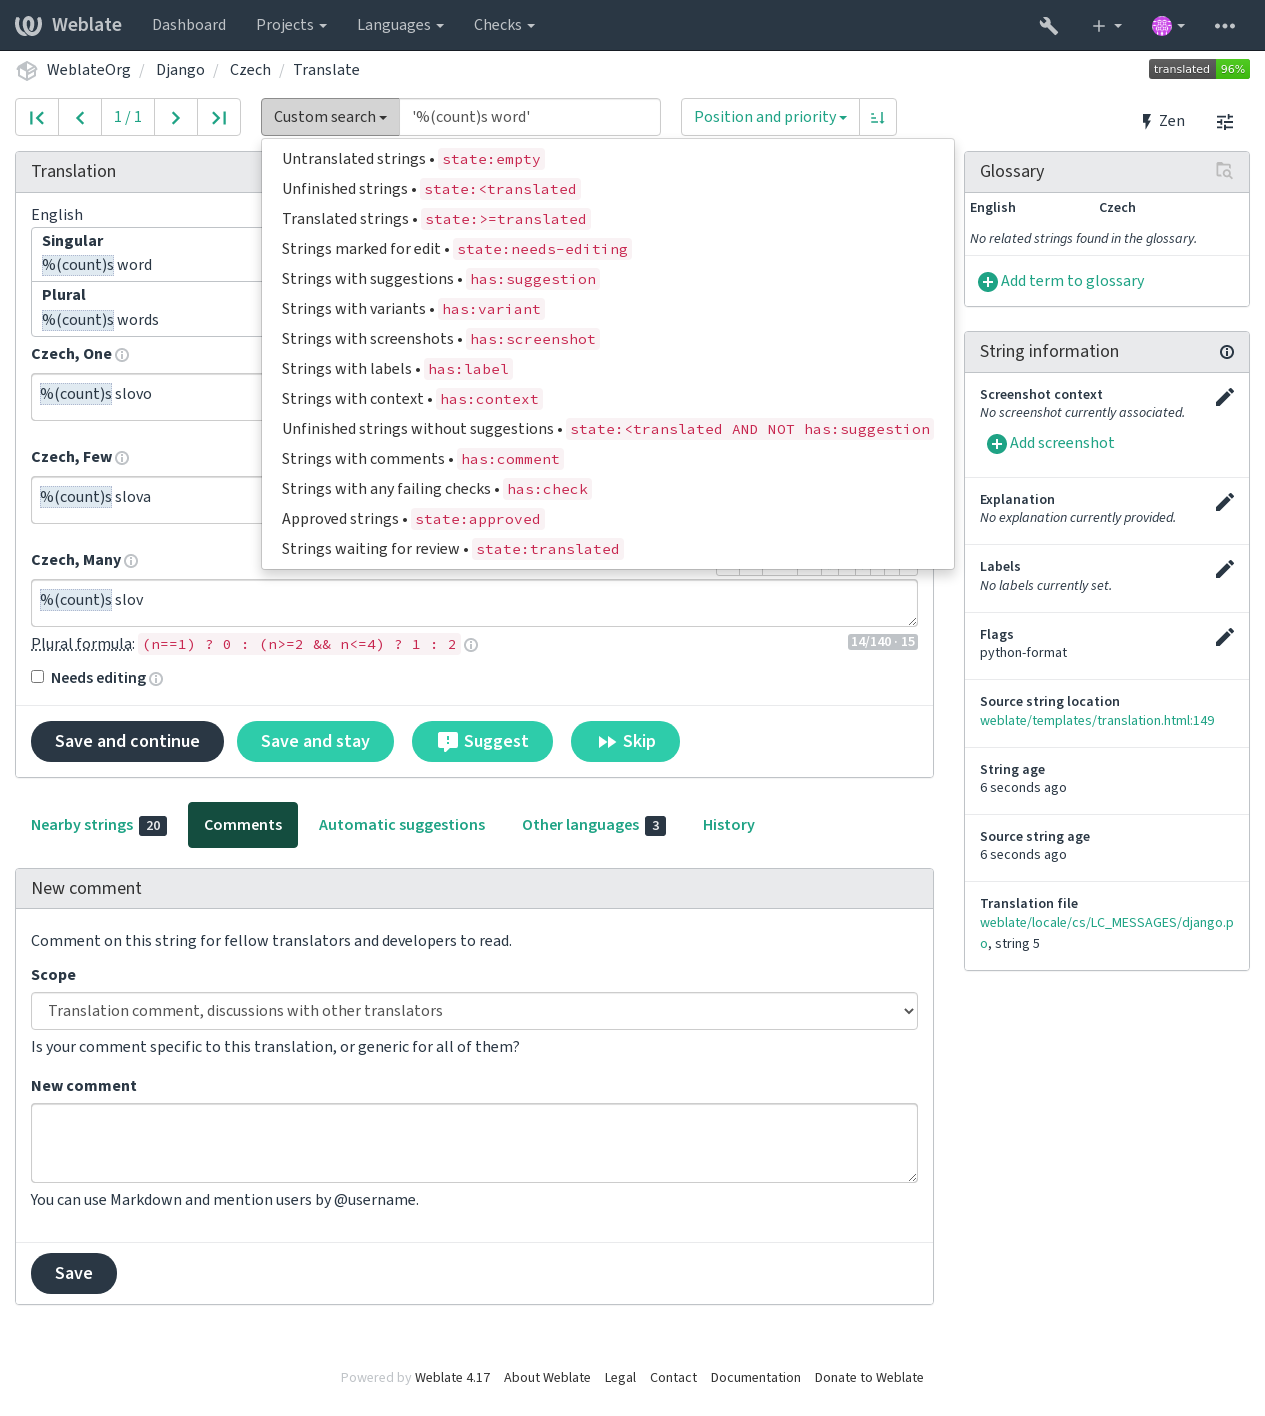 Weblate Dashboard Projects Languages Checks
WeblateOrg / Django / Czech / Translate
translated 96%
1 / 1
Custom search '%(count)s word'
Position and priority
Zen
Untranslated strings • state:empty
Unfinished strings • state:<translated
Translated strings • state:>=translated
Strings marked for edit • state:needs-editing
Strings with suggestions • has:suggestion
Strings with variants • has:variant
Strings with screenshots • has:screenshot
Strings with labels • has:label
Strings with context • has:context
Unfinished strings without suggestions • state:<translated AND NOT has:suggestion
Strings with comments • has:comment
Strings with any failing checks • has:check
Approved strings • state:approved
Strings waiting for review • state:translated
Translation
English
Singular
%(count)s word
Plural
%(count)s words
Czech, One
%(count)s slovo
Czech, Few
%(count)s slova
Czech, Many
%(count)s slov
Plural formula: (n==1) ? 0 : (n>=2 && n<=4) ? 1 : 2
14/140 · 15
Needs editing
Save and continue
Save and stay
Suggest
Skip
Nearby strings 20
Comments
Automatic suggestions
Other languages 3
History
New comment
Comment on this string for fellow translators and developers to read.
Scope
Translation comment, discussions with other translators
Is your comment specific to this translation, or generic for all of them?
New comment
You can use Markdown and mention users by @username.
Save
Glossary
English Czech
No related strings found in the glossary.
Add term to glossary
String information
Screenshot context
No screenshot currently associated.
Add screenshot
Explanation
No explanation currently provided.
Labels
No labels currently set.
Flags
python-format
Source string location
weblate/templates/translation.html:149
String age
6 seconds ago
Source string age
6 seconds ago
Translation file
weblate/locale/cs/LC_MESSAGES/django.p
o, string 5
Powered by Weblate 4.17 About Weblate Legal Contact Documentation Donate to Weblate